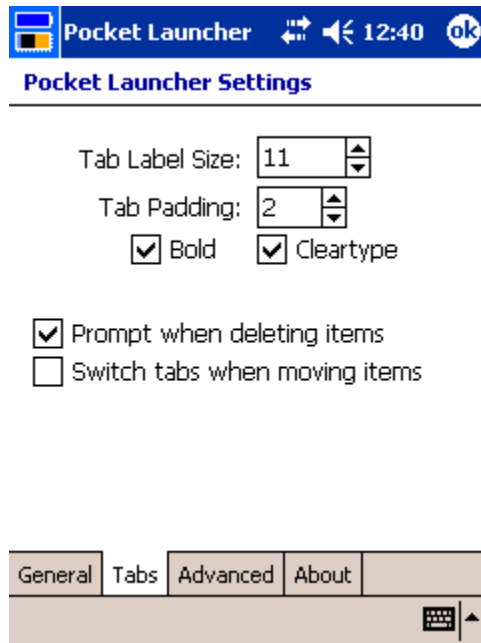 Pocket Launcher 12:40 ok
Pocket Launcher Settings
Tab Label Size: 11
Tab Padding: 2
Bold Cleartype
Prompt when deleting items
Switch tabs when moving items
General Tabs Advanced About